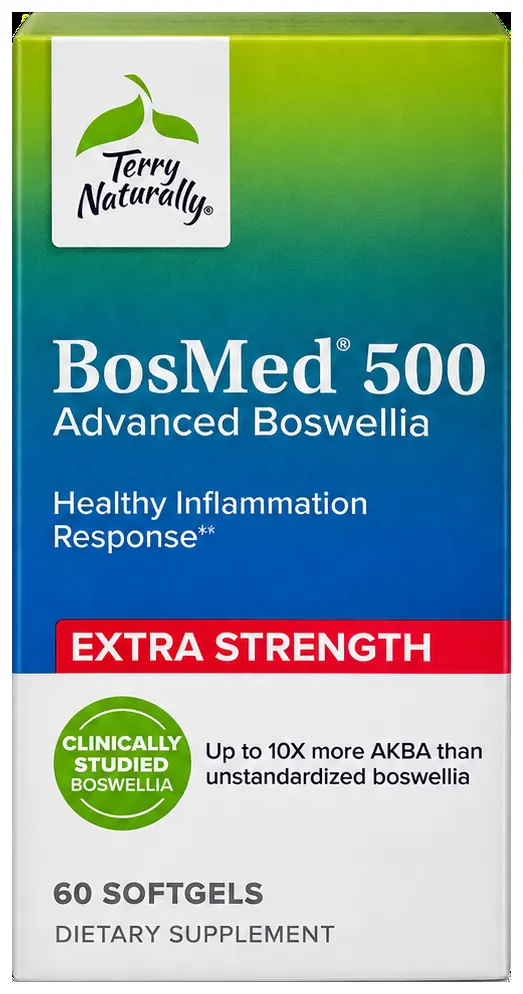 Terry
Naturally®
BosMed® 500
Advanced Boswellia
Healthy Inflammation
Response**
EXTRA STRENGTH
CLINICALLY
STUDIED
BOSWELLIA
Up to 10X more AKBA than
unstandardized boswellia
60 SOFTGELS
DIETARY SUPPLEMENT